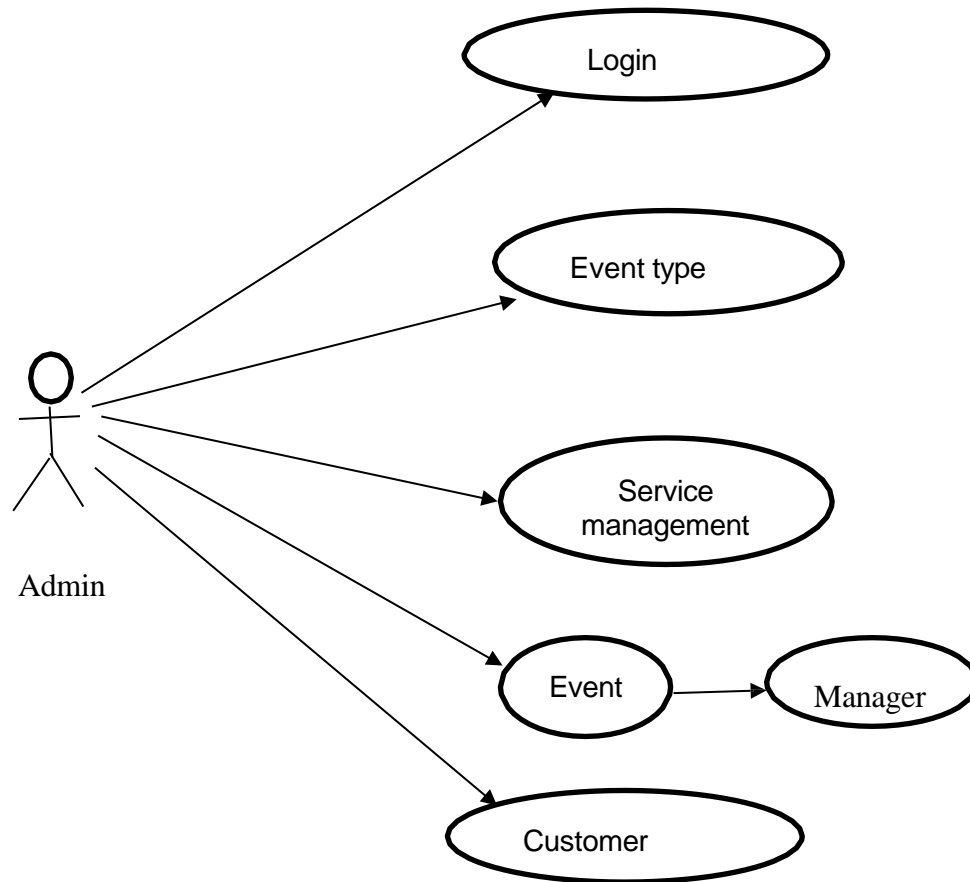 Login
Event type
Service
management
Admin
Event
Manager
Customer